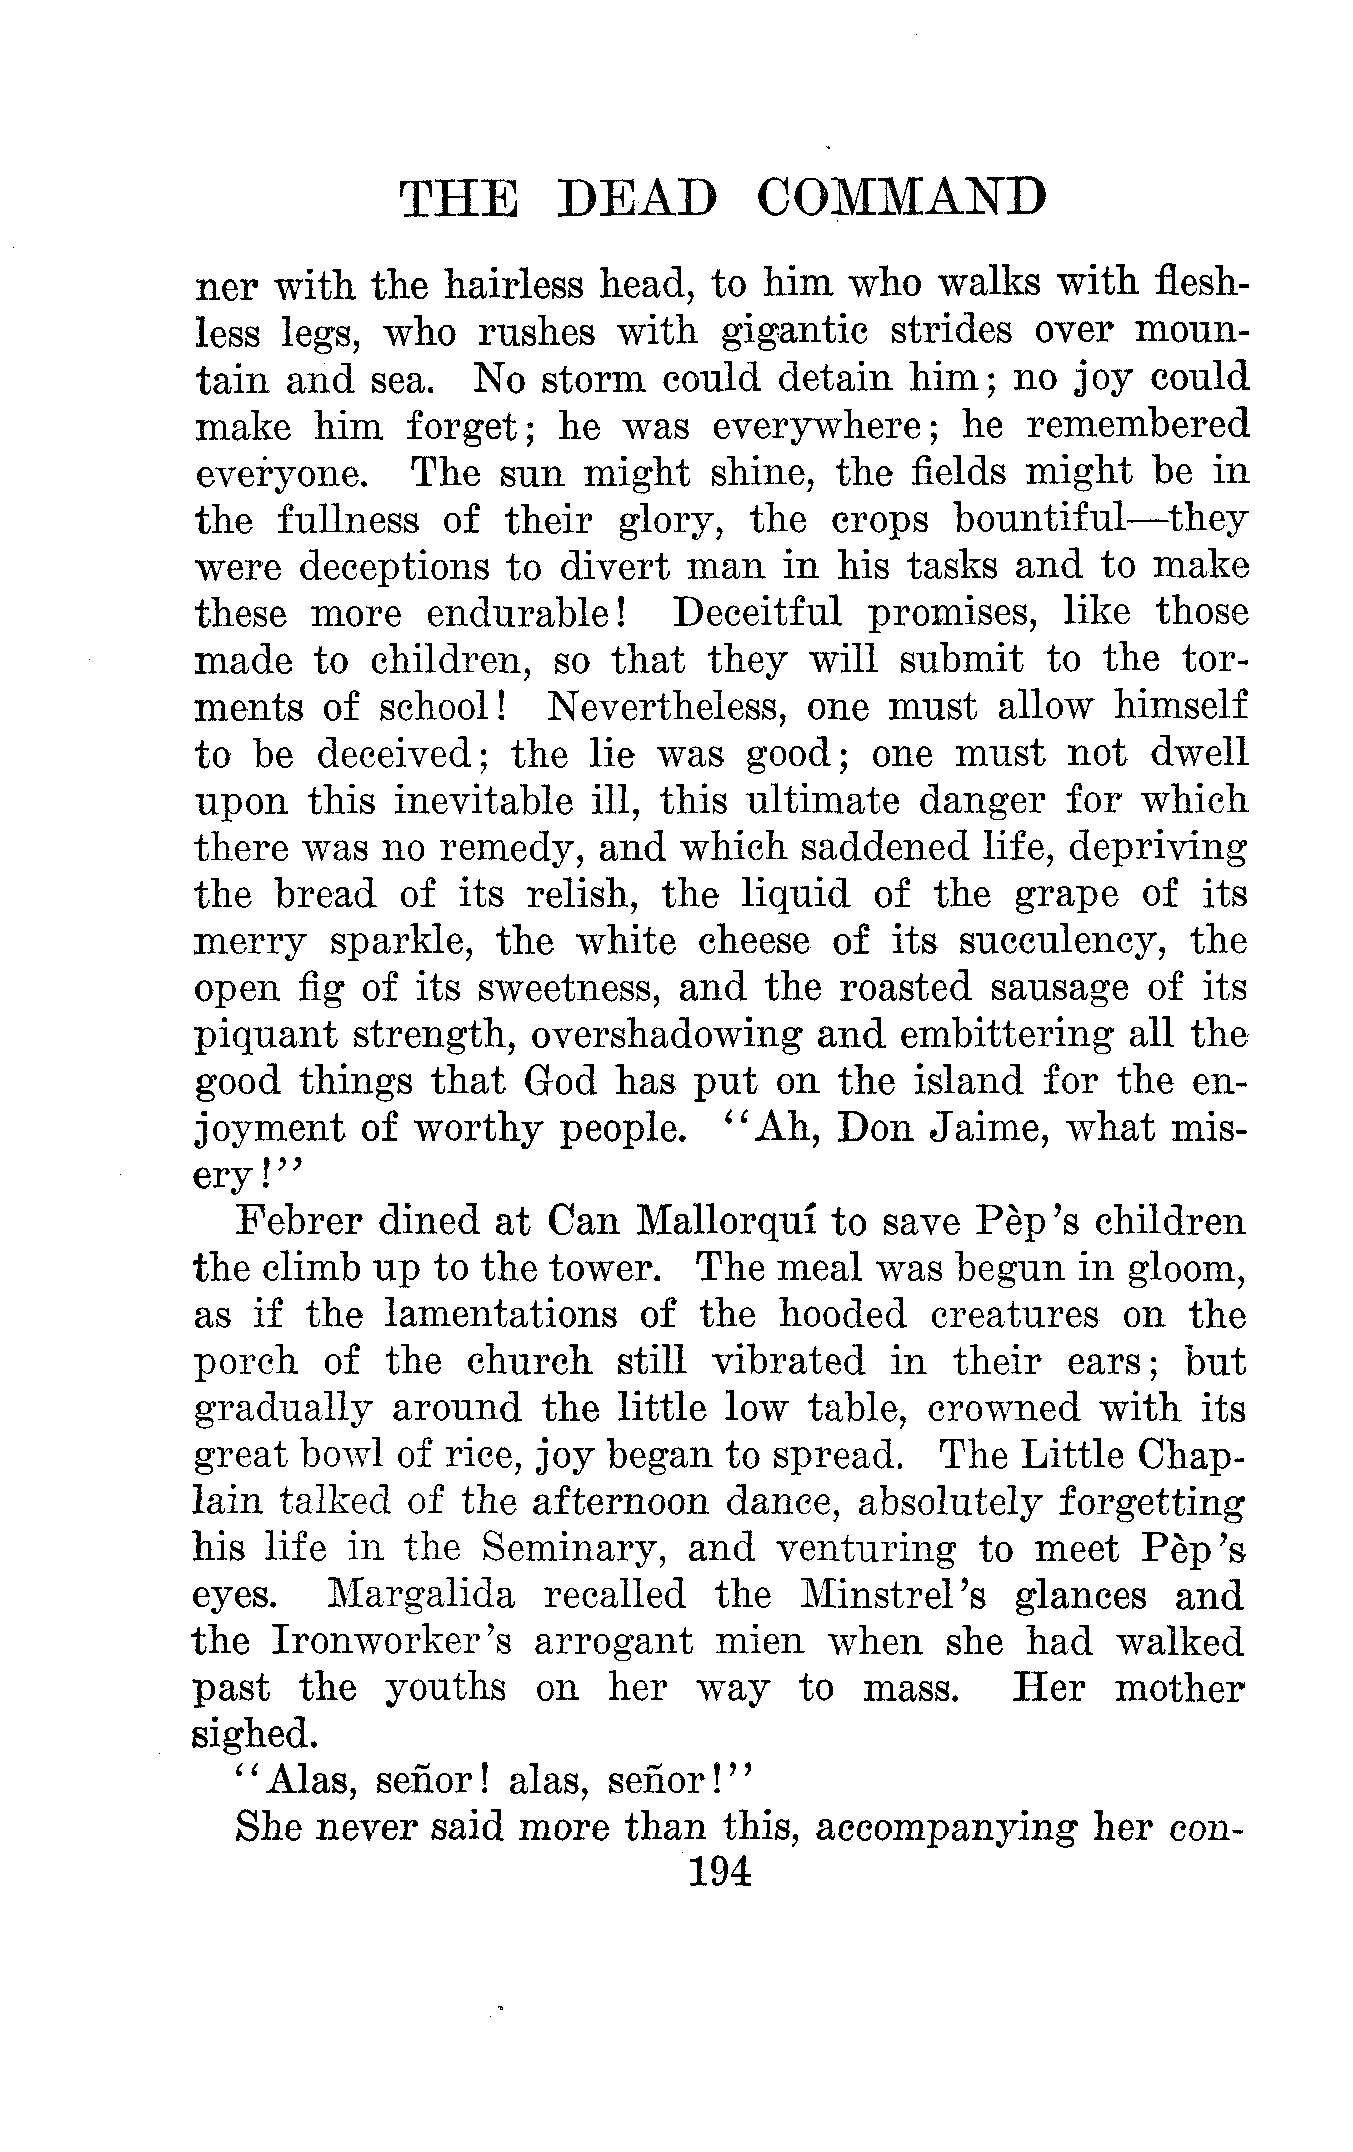 THE DEAD COMMAND
ner with the hairless head, to him who walks with flesh-
less legs, who rushes with gigantic strides over moun-
tain and sea. No storm could detain him; no joy could
make him forget; he was everywhere; he remembered
everyone. The sun might shine, the fields might be in
the fullness of their glory, the crops bountiful—they
were deceptions to divert man in his tasks and to make
these more endurable! Deceitful promises, like those
made to children, so that they will submit to the tor-
ments of school! Nevertheless, one must allow himself
to be deceived; the lie was good; one must not dwell
upon this inevitable ill, this ultimate danger for which
there was no remedy, and which saddened life, depriving
the bread of its relish, the liquid of the grape of its
merry sparkle, the white cheese of its succulency, the
open fig of its sweetness, and the roasted sausage of its
piquant strength, overshadowing and embittering all the
good things that God has put on the island for the en-
joyment of worthy people. "Ah, Don Jaime, what mis-
ery!"
Febrer dined at Can Mallorquí to save Pèp's children
the climb up to the tower. The meal was begun in gloom,
as if the lamentations of the hooded creatures on the
porch of the church still vibrated in their ears; but
gradually around the little low table, crowned with its
great bowl of rice, joy began to spread. The Little Chap-
lain talked of the afternoon dance, absolutely forgetting
his life in the Seminary, and venturing to meet Pèp's
eyes. Margalida recalled the Minstrel's glances and
the Ironworker's arrogant mien when she had walked
past the youths on her way to mass. Her mother
sighed.
"Alas, señor! alas, señor!"
She never said more than this, accompanying her con-
194